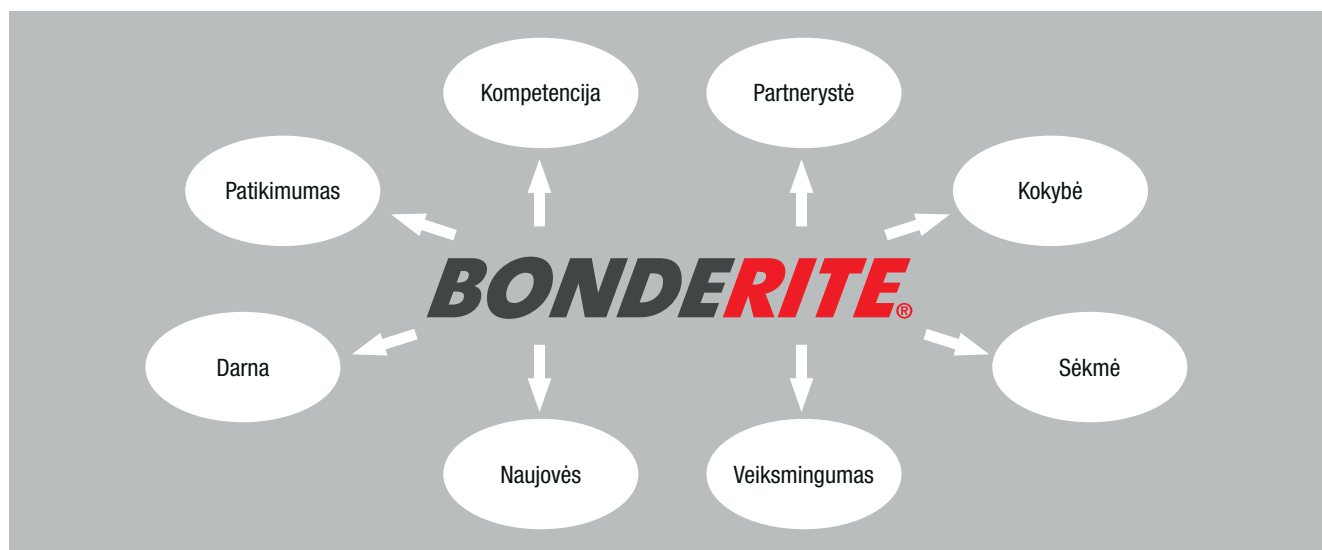 Kompetencija
Partnerystė
Patikimumas
Kokybė
BONDERITE®
Darna
Sėkmė
Naujovės
Veiksmingumas